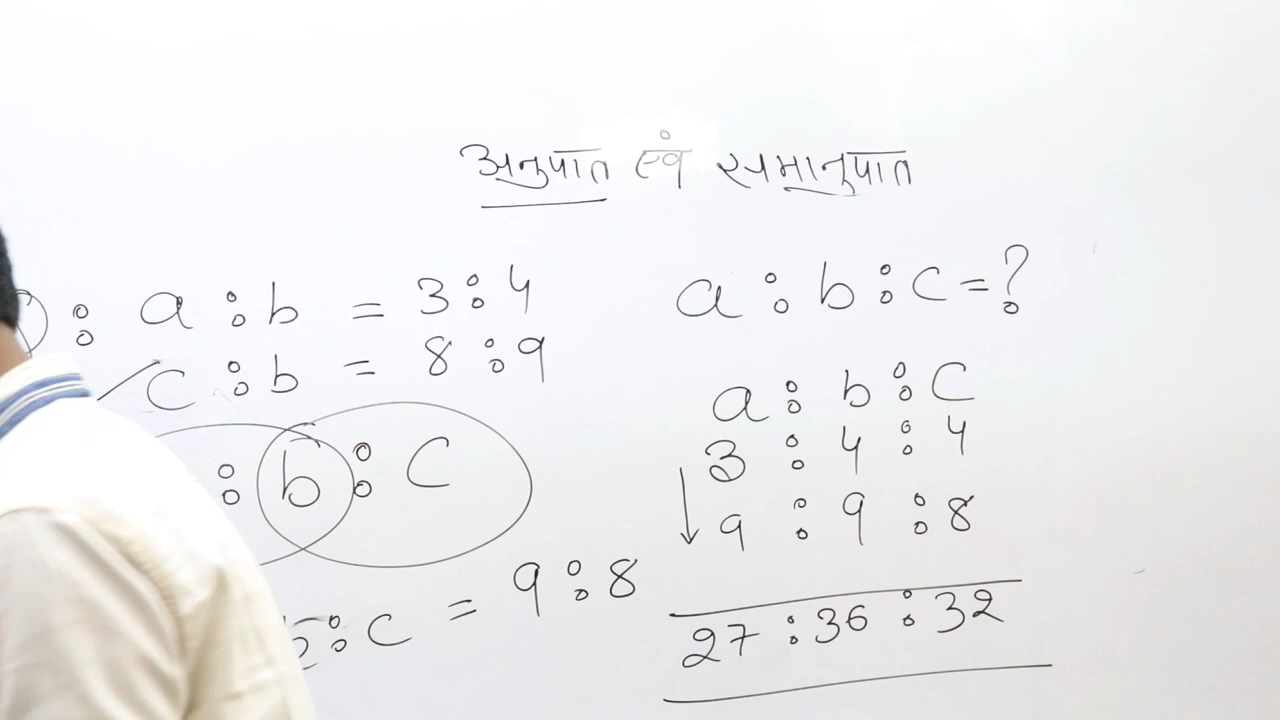 अनुपात एवं समानुपात
: a : b = 3 : 4
c : b = 8 : 9
: b : c
b : c = 9 : 8
a : b : c = ?
a : b : c
3 : 4 : 4
9 : 9 : 8
27 : 36 : 32